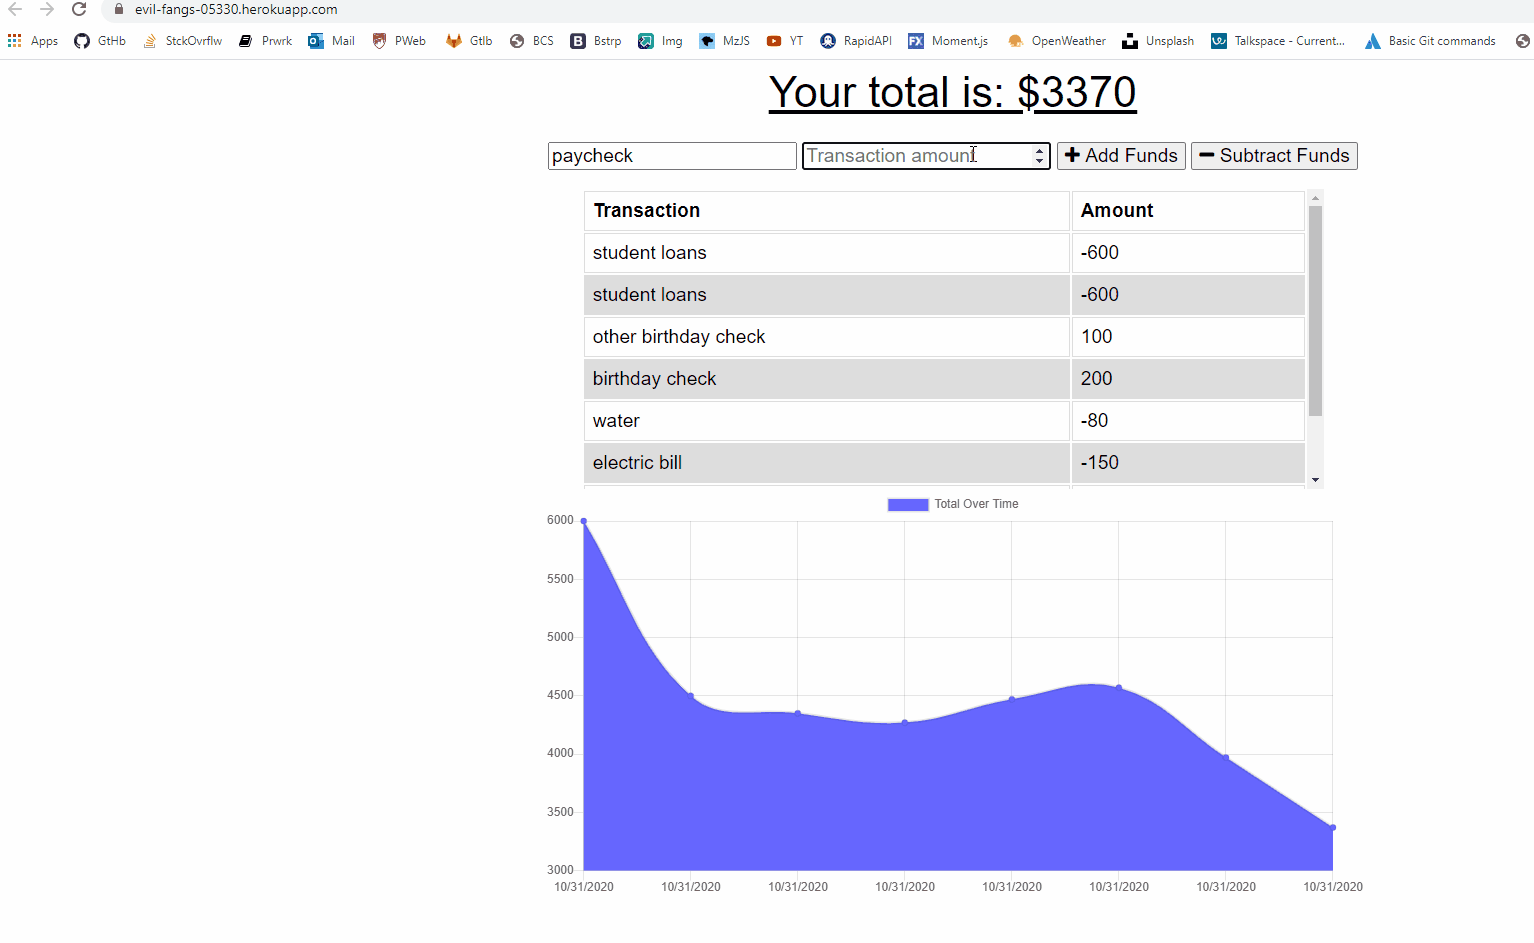 evil-fangs-05330.herokuapp.com
Apps GtHb StckOvrflw Prwrk Mail PWeb Gtlb BCS Bstrp Img MzJS YT RapidAPI Moment.js OpenWeather Unsplash Talkspace - Current... Basic Git commands
Your total is: $3370
paycheck Transaction amount Add Funds Subtract Funds
Transaction Amount
student loans -600
student loans -600
other birthday check 100
birthday check 200
water -80
electric bill -150
Total Over Time
6000
5500
5000
4500
4000
3500
3000
10/31/2020 10/31/2020 10/31/2020 10/31/2020 10/31/2020 10/31/2020 10/31/2020 10/31/2020